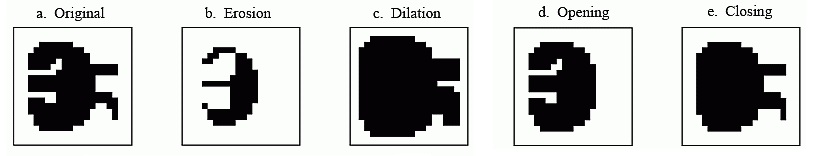 a. Original
b. Erosion
c. Dilation
d. Opening
e. Closing